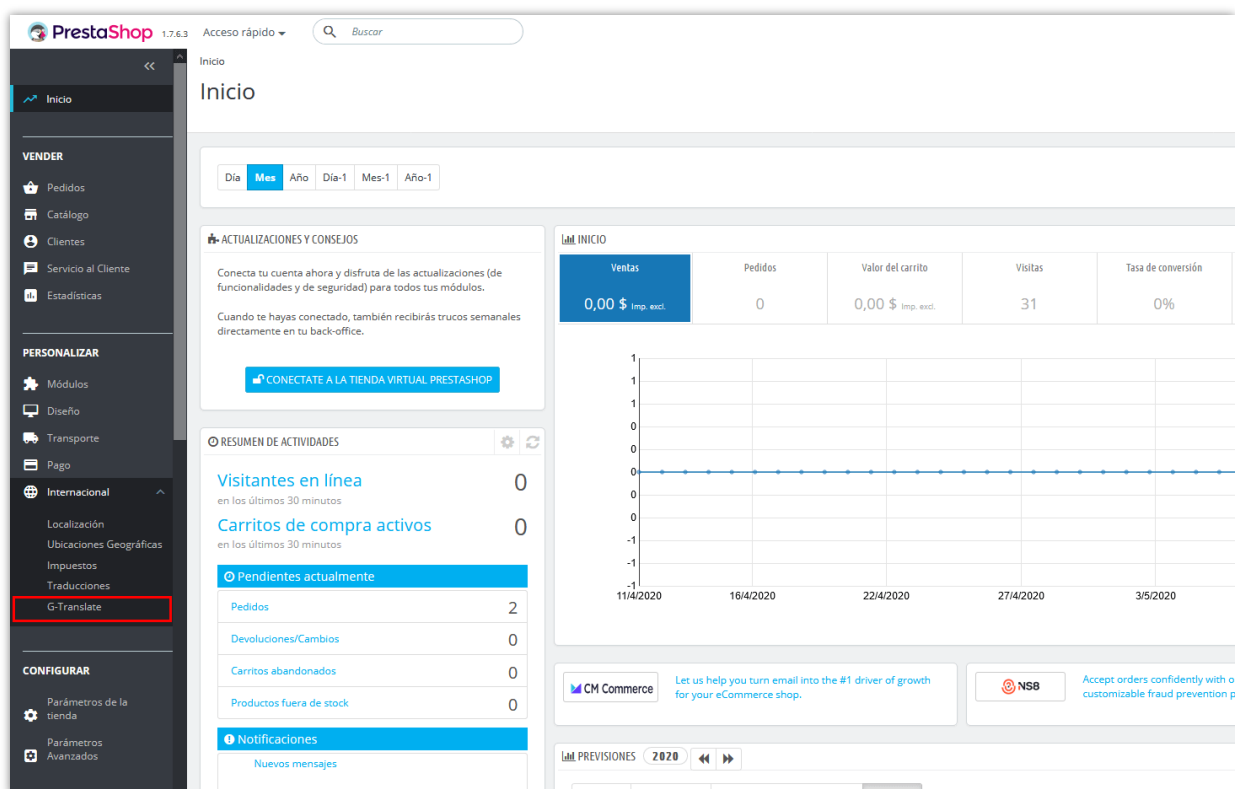 PrestaShop 1.7.6.3
Acceso rápido
Buscar
Inicio
VENDER
Pedidos
Catálogo
Clientes
Servicio al Cliente
Estadísticas
PERSONALIZAR
Módulos
Diseño
Transporte
Pago
Internacional
Localización
Ubicaciones Geográficas
Impuestos
Traducciones
G-Translate
CONFIGURAR
Parámetros de la
tienda
Parámetros
Avanzados
Inicio
Inicio
Día Mes Año Día-1 Mes-1 Año-1
ACTUALIZACIONES Y CONSEJOS
Conecta tu cuenta ahora y disfruta de las actualizaciones (de
funcionalidades y de seguridad) para todos tus módulos.
Cuando te hayas conectado, también recibirás trucos semanales
directamente en tu back-office.
CONECTATE A LA TIENDA VIRTUAL PRESTASHOP
RESUMEN DE ACTIVIDADES
Visitantes en línea 0
en los últimos 30 minutos
Carritos de compra activos 0
en los últimos 30 minutos
Pendientes actualmente
Pedidos 2
Devoluciones/Cambios 0
Carritos abandonados 0
Productos fuera de stock 0
Notificaciones
Nuevos mensajes
INICIO
Ventas
0,00 $ Imp. excl.
Pedidos
0
Valor del carrito
0,00 $ Imp. excl.
Visitas
31
Tasa de conversión
0%
1
1
1
0
0
0
0
0
-1
-1
-1
11/4/2020 16/4/2020 22/4/2020 27/4/2020 3/5/2020
CM Commerce
Let us help you turn email into the #1 driver of growth
for your eCommerce shop.
NS8
Accept orders confidently with
customizable fraud prevention
PREVISIONES 2020